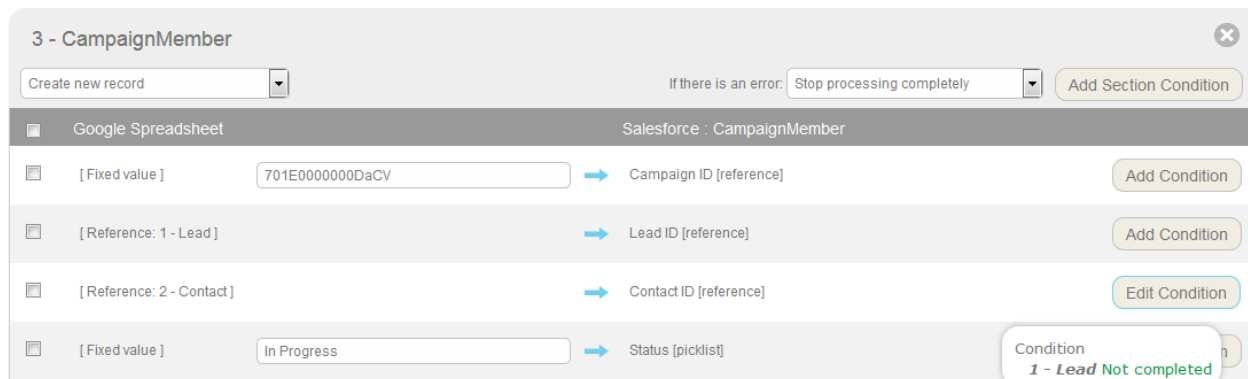 3 - CampaignMember
Create new record If there is an error: Stop processing completely Add Section Condition
Google Spreadsheet Salesforce : CampaignMember
[ Fixed value ] 701E0000000DaCV Campaign ID [reference] Add Condition
[ Reference: 1 - Lead ] Lead ID [reference] Add Condition
[ Reference: 2 - Contact ] Contact ID [reference] Edit Condition
[ Fixed value ] In Progress Status [picklist]
Condition
1 - Lead Not completed